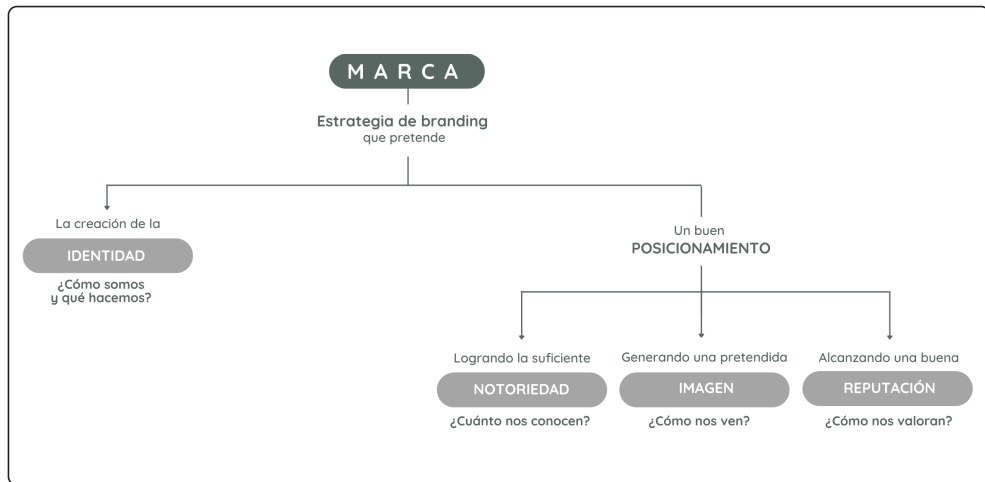 MARCA
Estrategia de branding
que pretende
La creación de la
IDENTIDAD
¿Cómo somos
y qué hacemos?
Un buen
POSICIONAMIENTO
Logrando la suficiente
NOTORIEDAD
¿Cuánto nos conocen?
Generando una pretendida
IMAGEN
¿Cómo nos ven?
Alcanzando una buena
REPUTACIÓN
¿Cómo nos valoran?